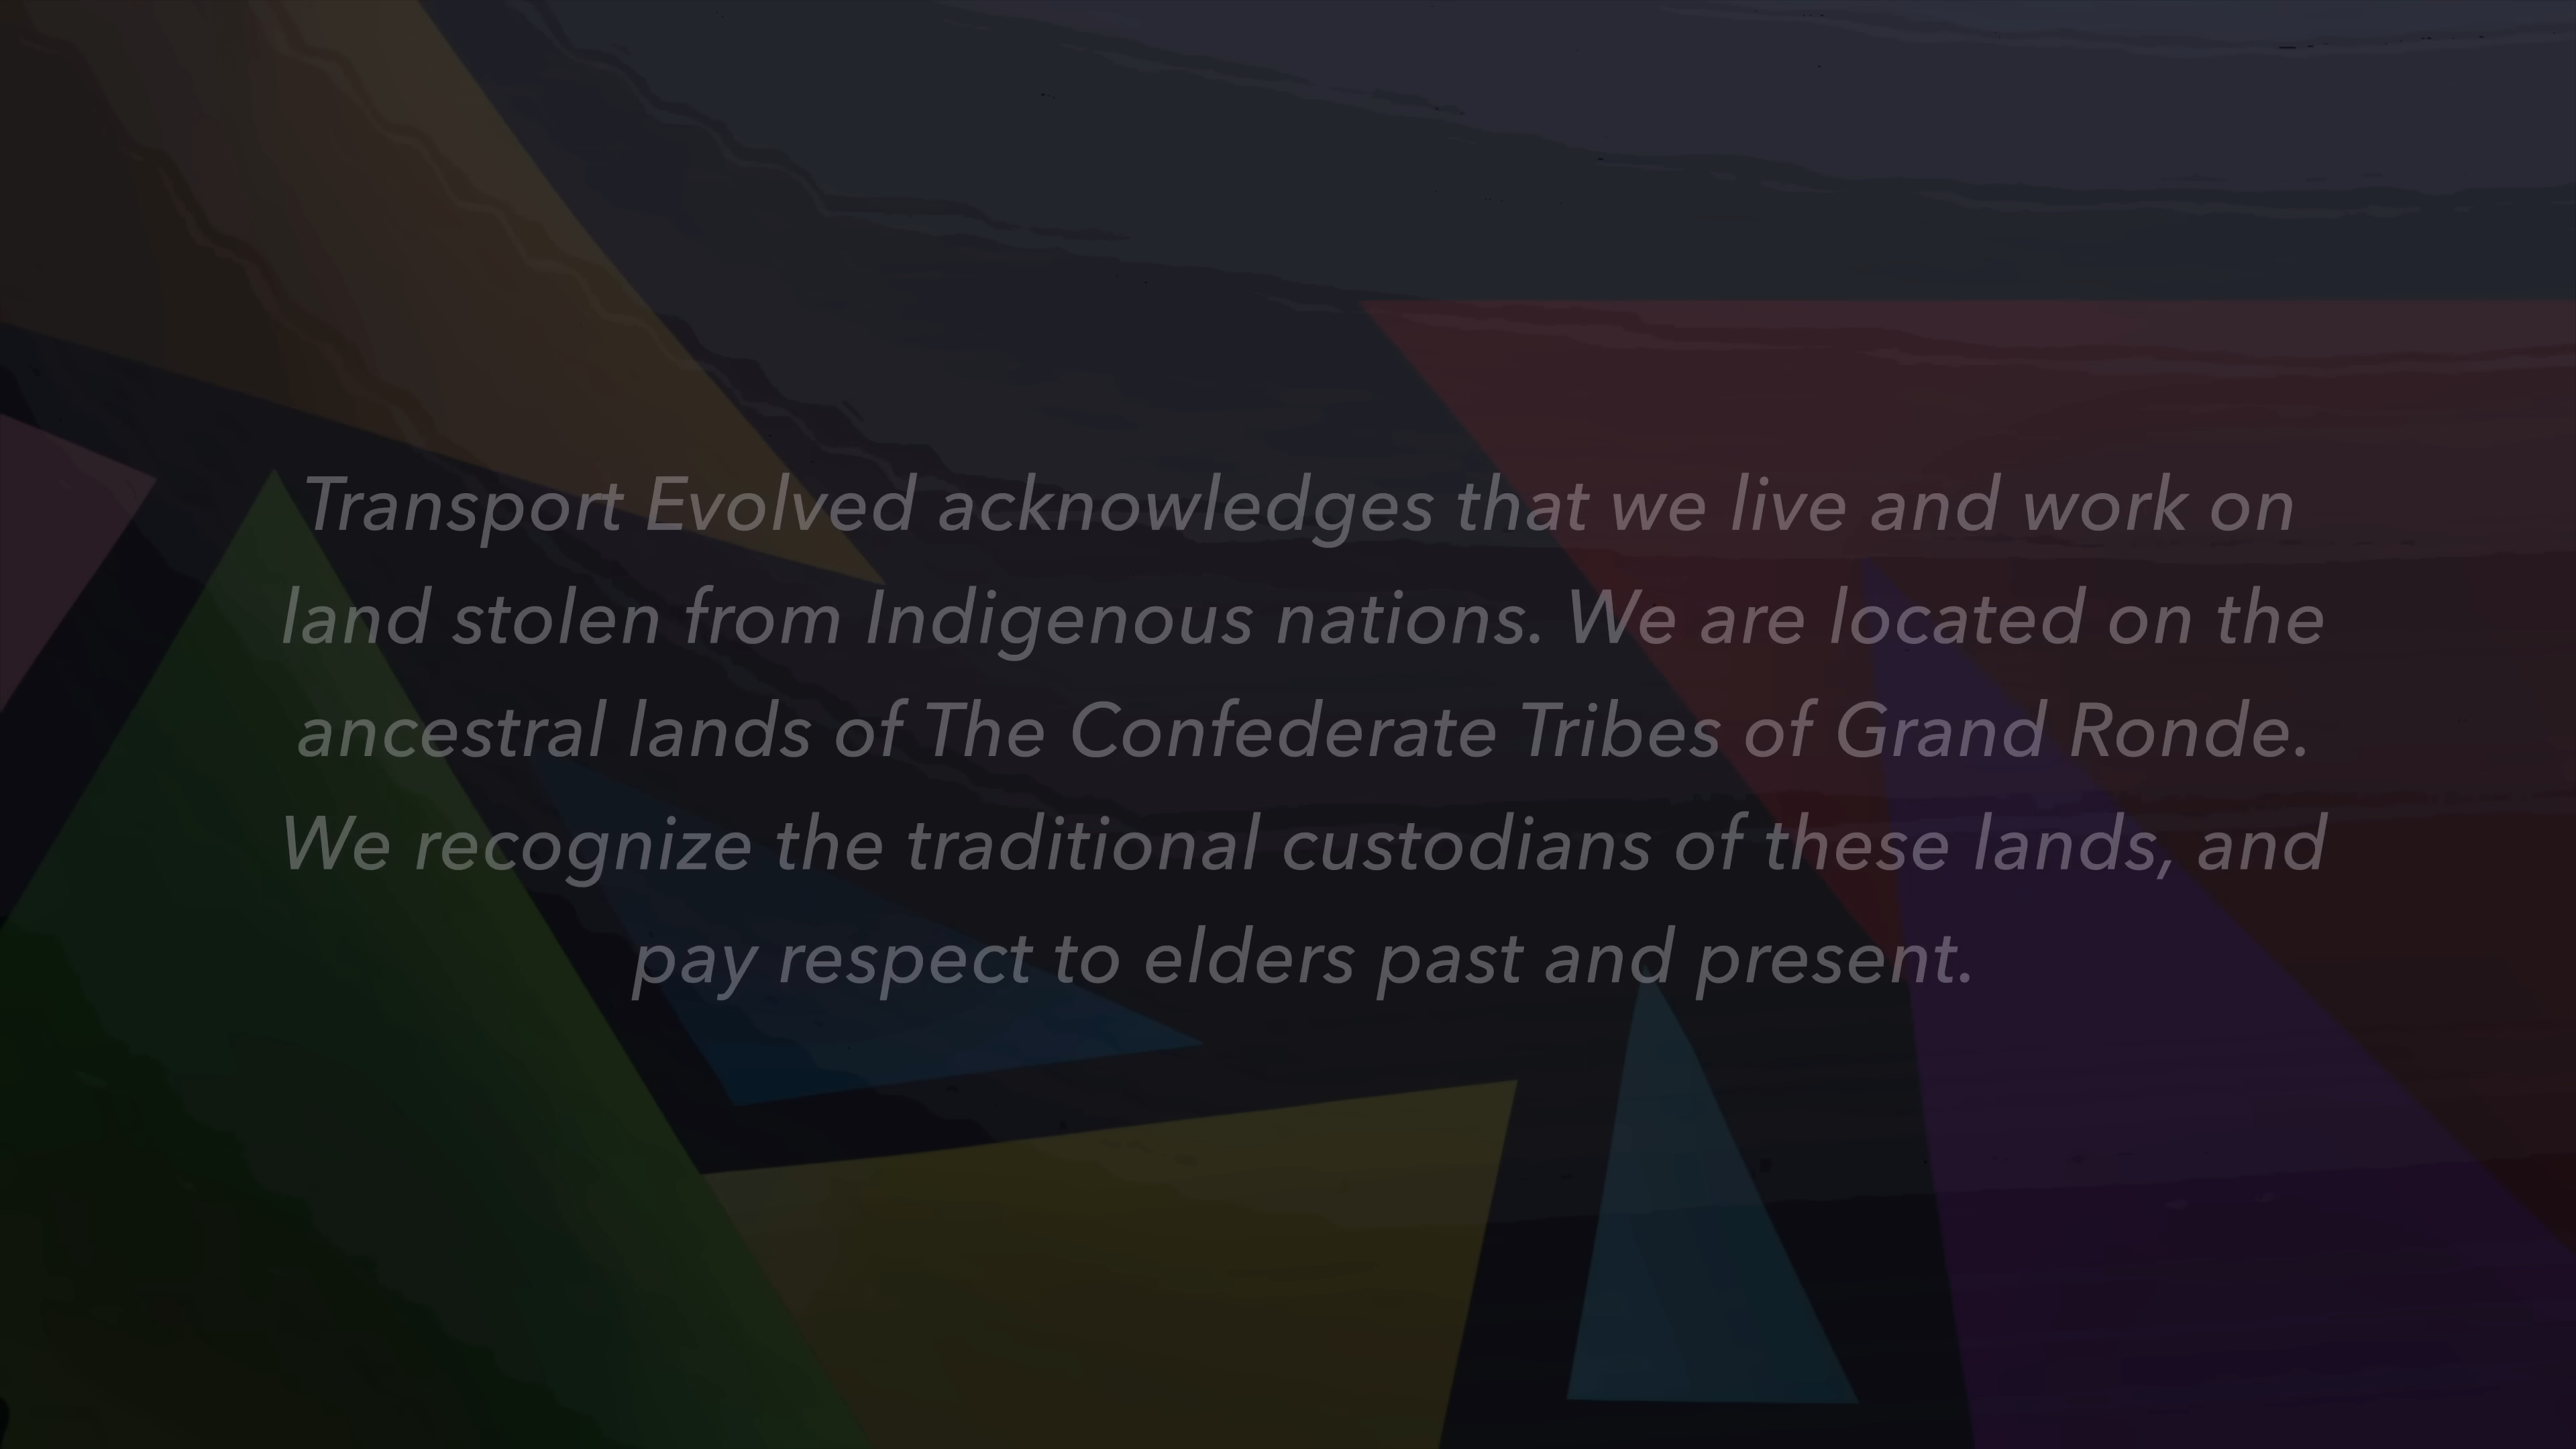 Transport Evolved acknowledges that we live and work on
land stolen from Indigenous nations. We are located on the
ancestral lands of The Confederate Tribes of Grand Ronde.
We recognize the traditional custodians of these lands, and
pay respect to elders past and present.